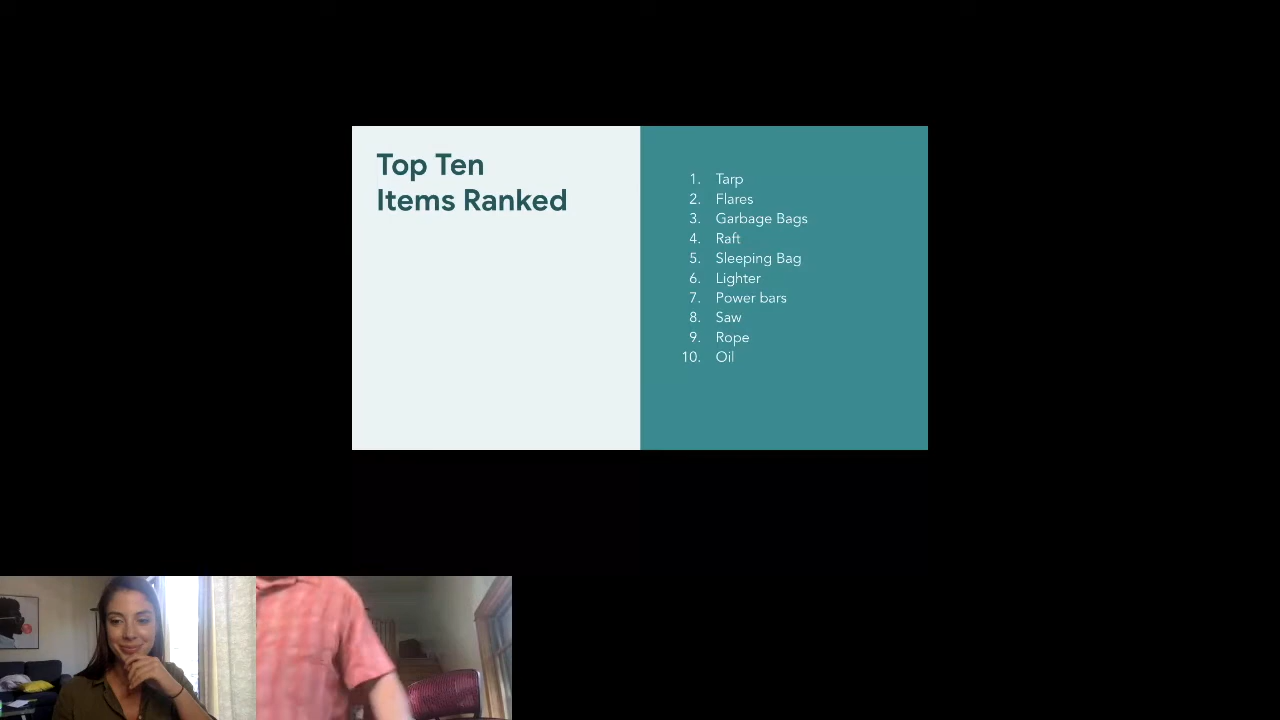 Top Ten
Items Ranked
1. Tarp
2. Flares
3. Garbage Bags
4. Raft
5. Sleeping Bag
6. Lighter
7. Power bars
8. Saw
9. Rope
10. Oil